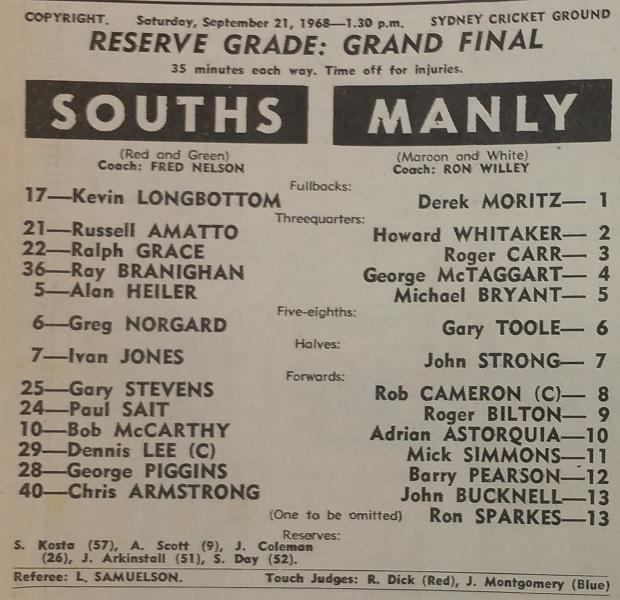 COPYRIGHT. Saturday, September 21, 1968—1.30 p.m. SYDNEY CRICKET GROUND
RESERVE GRADE: GRAND FINAL
35 minutes each way. Time off for injuries.
SOUTHS MANLY
(Red and Green) (Maroon and White)
Coach: FRED NELSON Coach: RON WILLEY
Fullbacks:
17—Kevin LONGBOTTOM Derek MORITZ— 1
Threequarters:
21—Russell AMATTO Howard WHITAKER— 2
22—Ralph GRACE Roger CARR— 3
36—Ray BRANIGHAN George McTAGGART— 4
5—Alan HEILER Michael BRYANT— 5
Five-eighths:
6—Greg NORGARD Gary TOOLE— 6
Halves:
7—Ivan JONES John STRONG— 7
Forwards:
25—Gary STEVENS Rob CAMERON (C)— 8
24—Paul SAIT Roger BILTON— 9
10—Bob McCARTHY Adrian ASTORQUIA—10
29—Dennis LEE (C) Mick SIMMONS—11
28—George PIGGINS Barry PEARSON—12
40—Chris ARMSTRONG John BUCKNELL—13
(One to be omitted) Ron SPARKES—13
Reserves:
S. Kosta (57), A. Scott (9), J. Coleman
(26), J. Arkinstall (51), S. Day (52).
Referee: L. SAMUELSON. Touch Judges: R. Dick (Red), J. Montgomery (Blue)